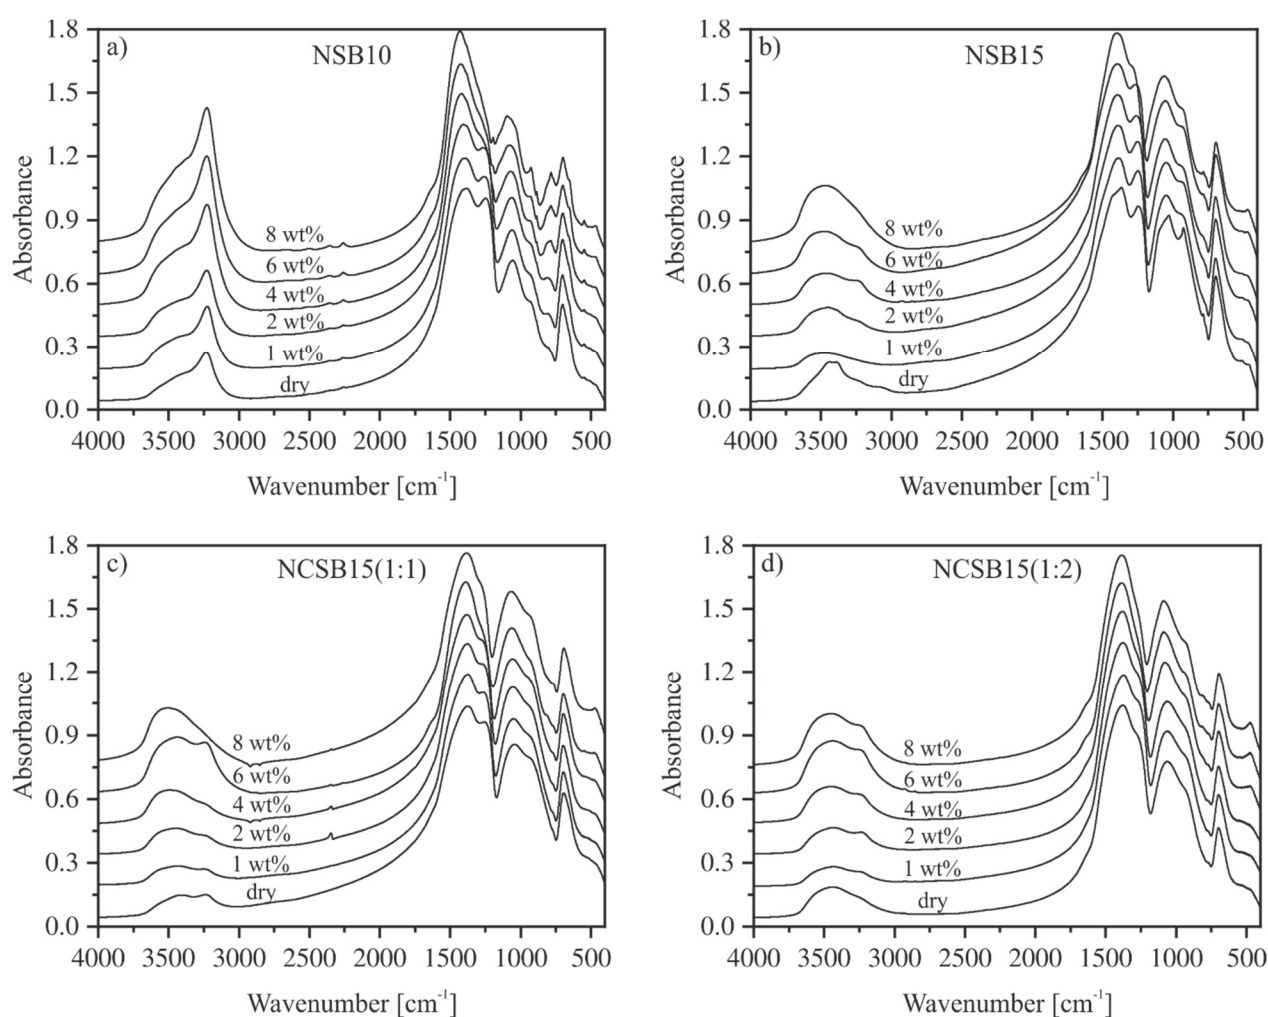 a)
NSB10
1.8
1.5
1.2
0.9
0.6
0.3
0.0
Absorbance
8 wt%
6 wt%
4 wt%
2 wt%
1 wt%
dry
4000 3500 3000 2500 2000 1500 1000 500
Wavenumber [cm⁻¹]
b)
NSB15
1.8
1.5
1.2
0.9
0.6
0.3
0.0
Absorbance
8 wt%
6 wt%
4 wt%
2 wt%
1 wt%
dry
4000 3500 3000 2500 2000 1500 1000 500
Wavenumber [cm⁻¹]
c)
NCSB15(1:1)
1.8
1.5
1.2
0.9
0.6
0.3
0.0
Absorbance
8 wt%
6 wt%
4 wt%
2 wt%
1 wt%
dry
4000 3500 3000 2500 2000 1500 1000 500
Wavenumber [cm⁻¹]
d)
NCSB15(1:2)
1.8
1.5
1.2
0.9
0.6
0.3
0.0
Absorbance
8 wt%
6 wt%
4 wt%
2 wt%
1 wt%
dry
4000 3500 3000 2500 2000 1500 1000 500
Wavenumber [cm⁻¹]